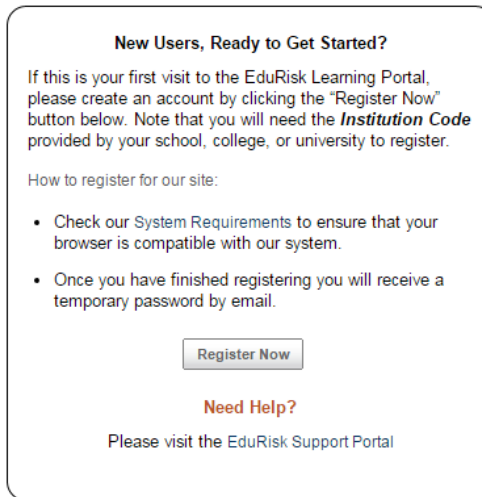 New Users, Ready to Get Started?
If this is your first visit to the EduRisk Learning Portal,
please create an account by clicking the “Register Now”
button below. Note that you will need the Institution Code
provided by your school, college, or university to register.
How to register for our site:
• Check our System Requirements to ensure that your
browser is compatible with our system.
• Once you have finished registering you will receive a
temporary password by email.
Register Now
Need Help?
Please visit the EduRisk Support Portal